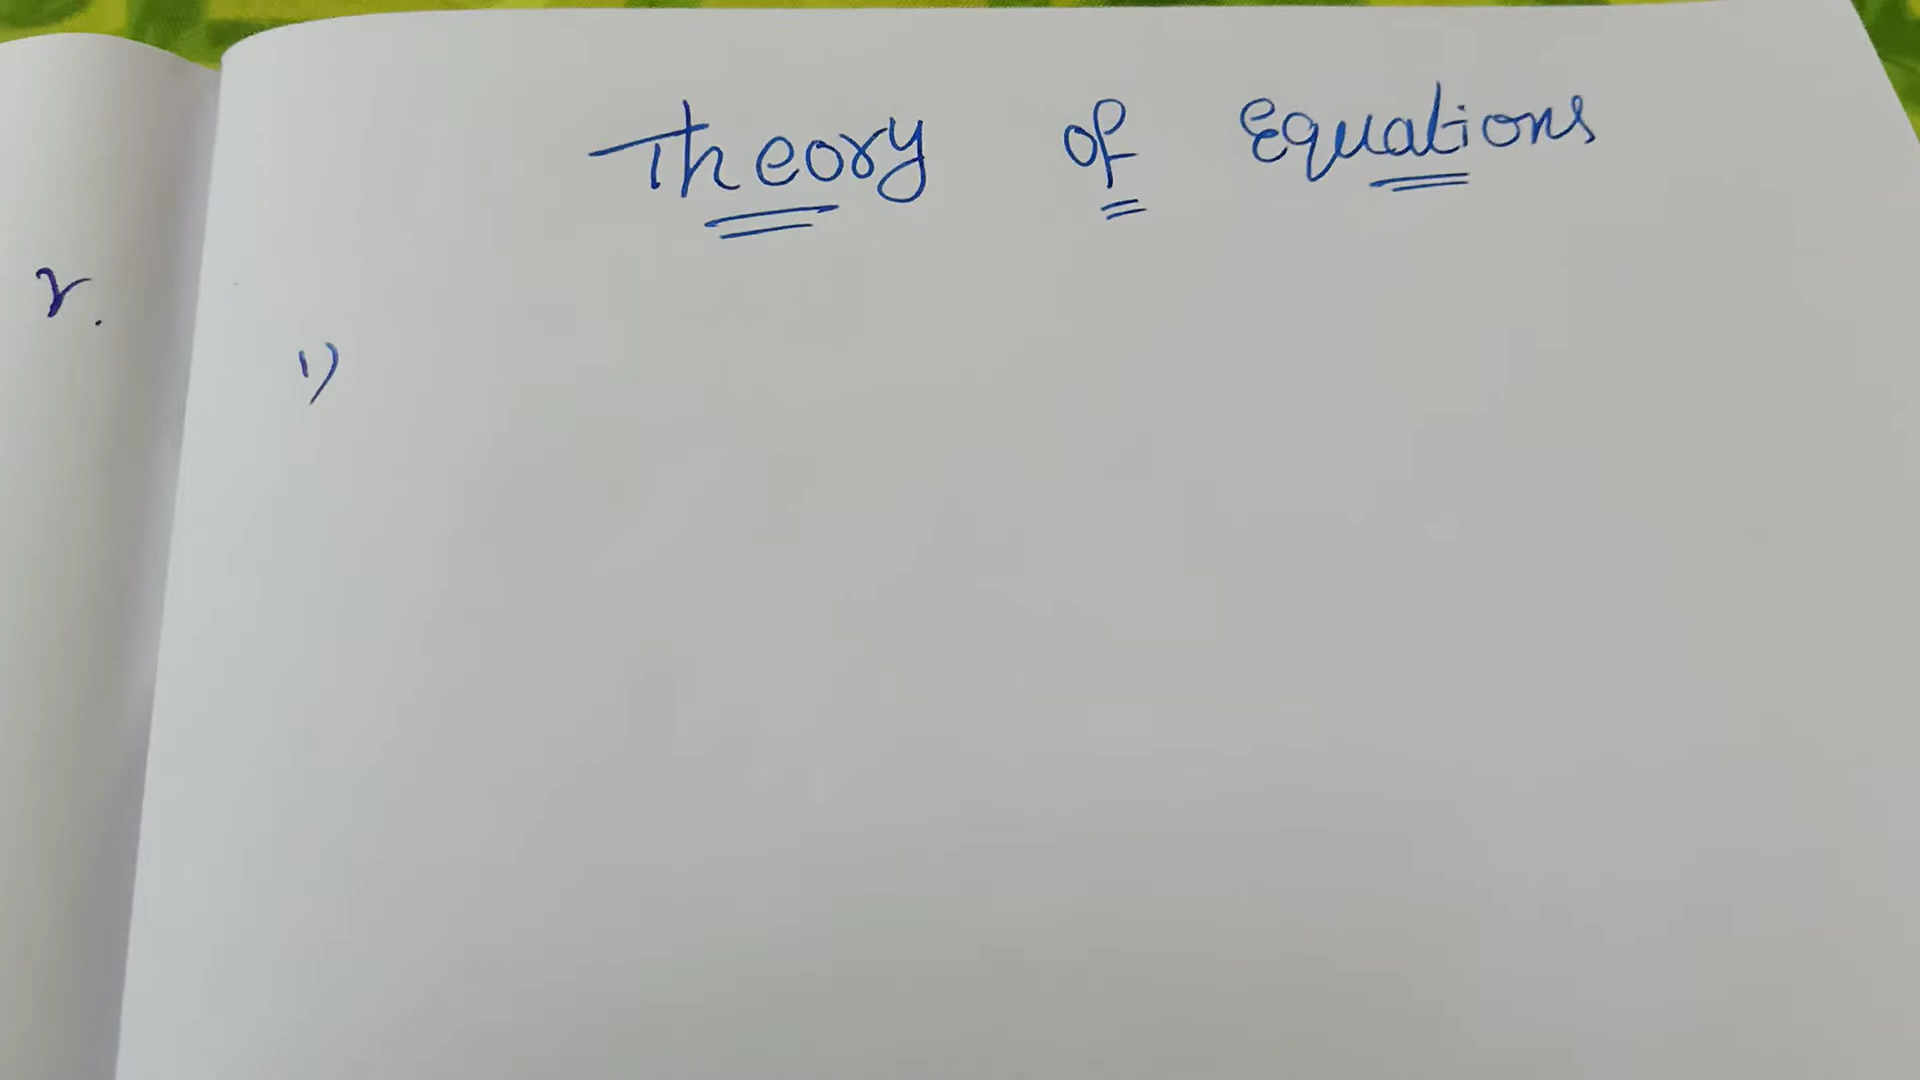 Theory of Equations
r.
1)